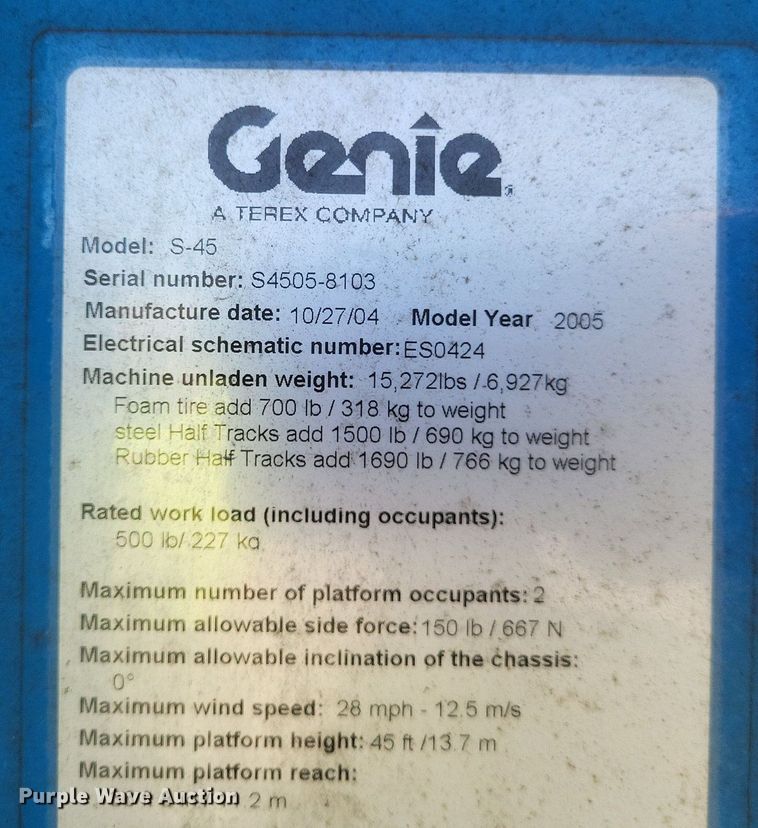 Genie
A TEREX COMPANY
Model: S-45
Serial number: S4505-8103
Manufacture date: 10/27/04 Model Year 2005
Electrical schematic number: ES0424
Machine unladen weight: 15,272lbs / 6,927kg
Foam tire add 700 lb / 318 kg to weight
steel Half Tracks add 1500 lb / 690 kg to weight
Rubber Half Tracks add 1690 lb / 766 kg to weight
Rated work load (including occupants):
500 lb/ 227 kg
Maximum number of platform occupants: 2
Maximum allowable side force: 150 lb / 667 N
Maximum allowable inclination of the chassis:
0°
Maximum wind speed: 28 mph - 12.5 m/s
Maximum platform height: 45 ft /13.7 m
Maximum platform reach:
Purple Wave Auction 2 m